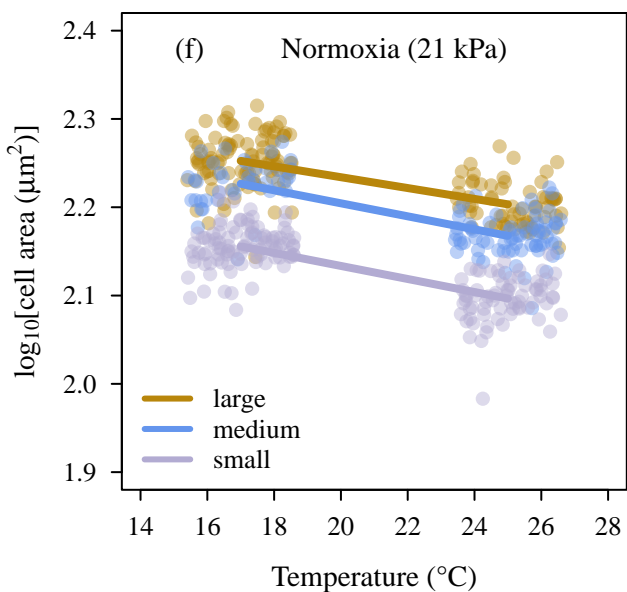 (f) Normoxia (21 kPa)
2.4
2.3
2.2
2.1
2.0
1.9
log₁₀[cell area (μm²)]
large
medium
small
14 16 18 20 22 24 26 28
Temperature (°C)